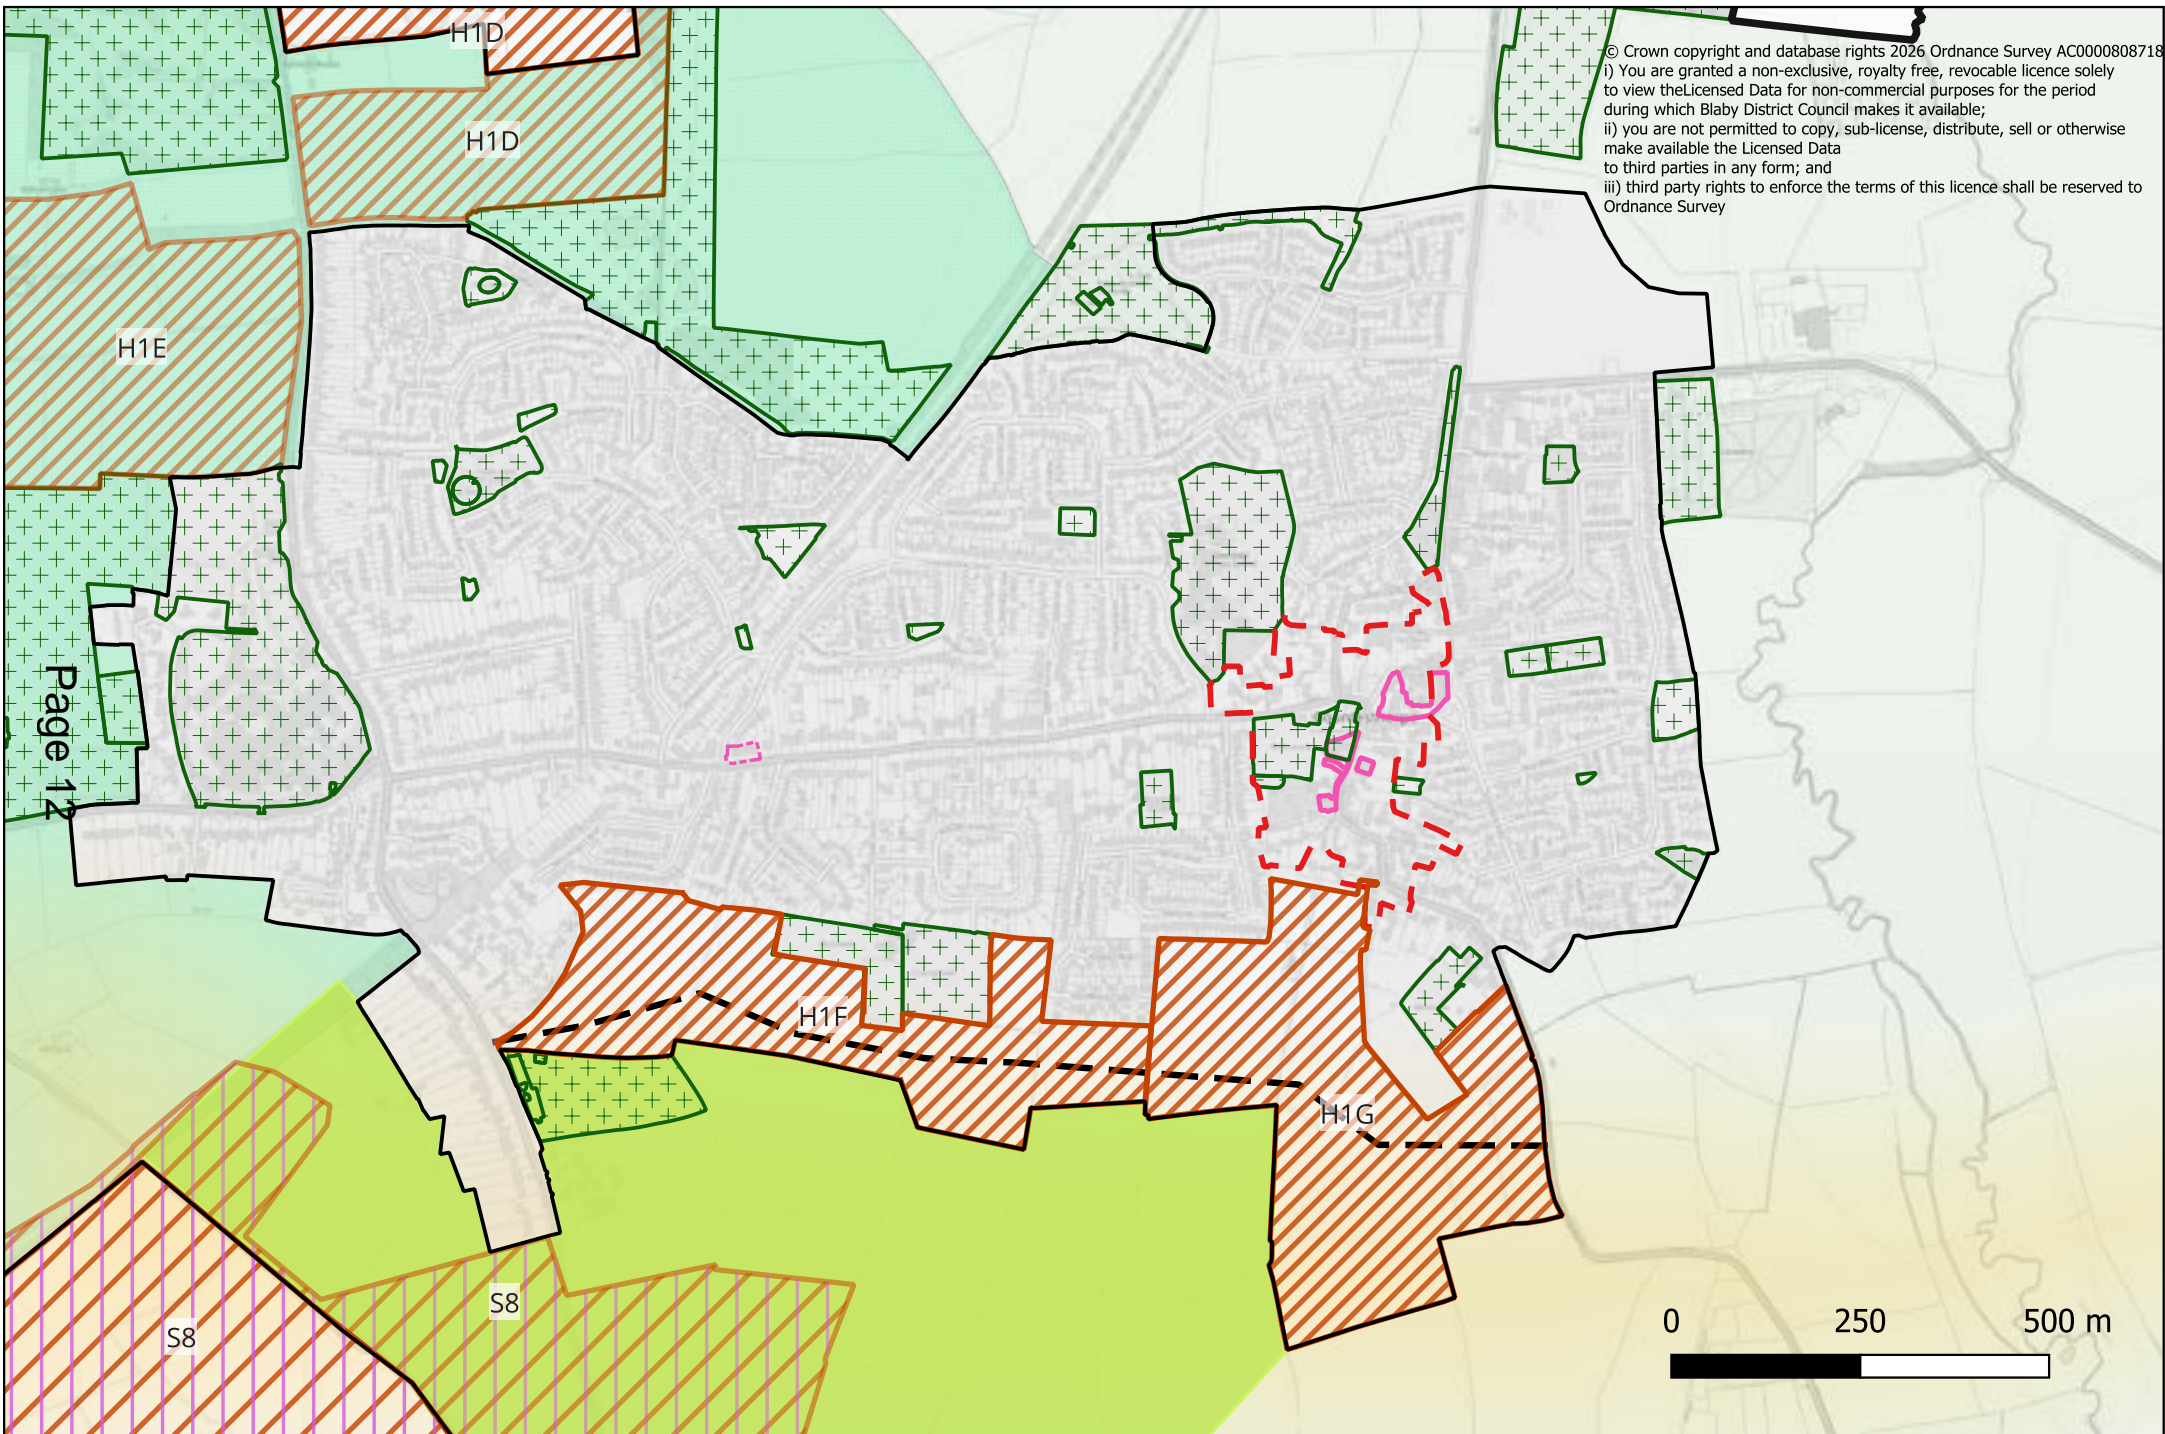 H1D
© Crown copyright and database rights 2026 Ordnance Survey AC0000808718
i) You are granted a non-exclusive, royalty free, revocable licence solely
to view theLicensed Data for non-commercial purposes for the period
during which Blaby District Council makes it available;
ii) you are not permitted to copy, sub-license, distribute, sell or otherwise
make available the Licensed Data
to third parties in any form; and
iii) third party rights to enforce the terms of this licence shall be reserved to
Ordnance Survey
H1D
H1E
Page 12
H1F
H1G
S8
S8
0 250 500 m